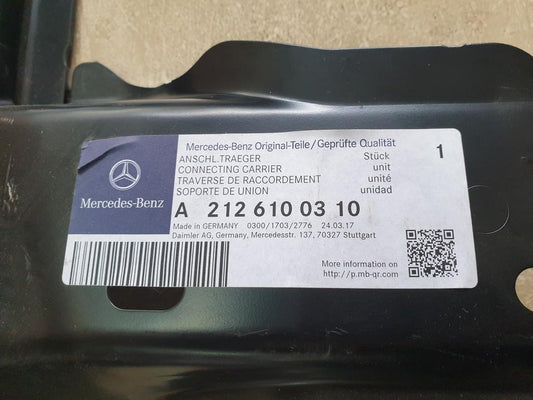 Mercedes-Benz Original-Teile/Geprüfte Qualität
ANSCHL.TRAEGER Stück 1
CONNECTING CARRIER unit
TRAVERSE DE RACCORDEMENT unité
SOPORTE DE UNION unidad
Mercedes-Benz
A 212 610 03 10
Made in GERMANY 0300/1703/2776 24.03.17
Daimler AG, Germany, Mercedesstr. 137, 70327 Stuttgart
More information on
http://p.mb-qr.com/